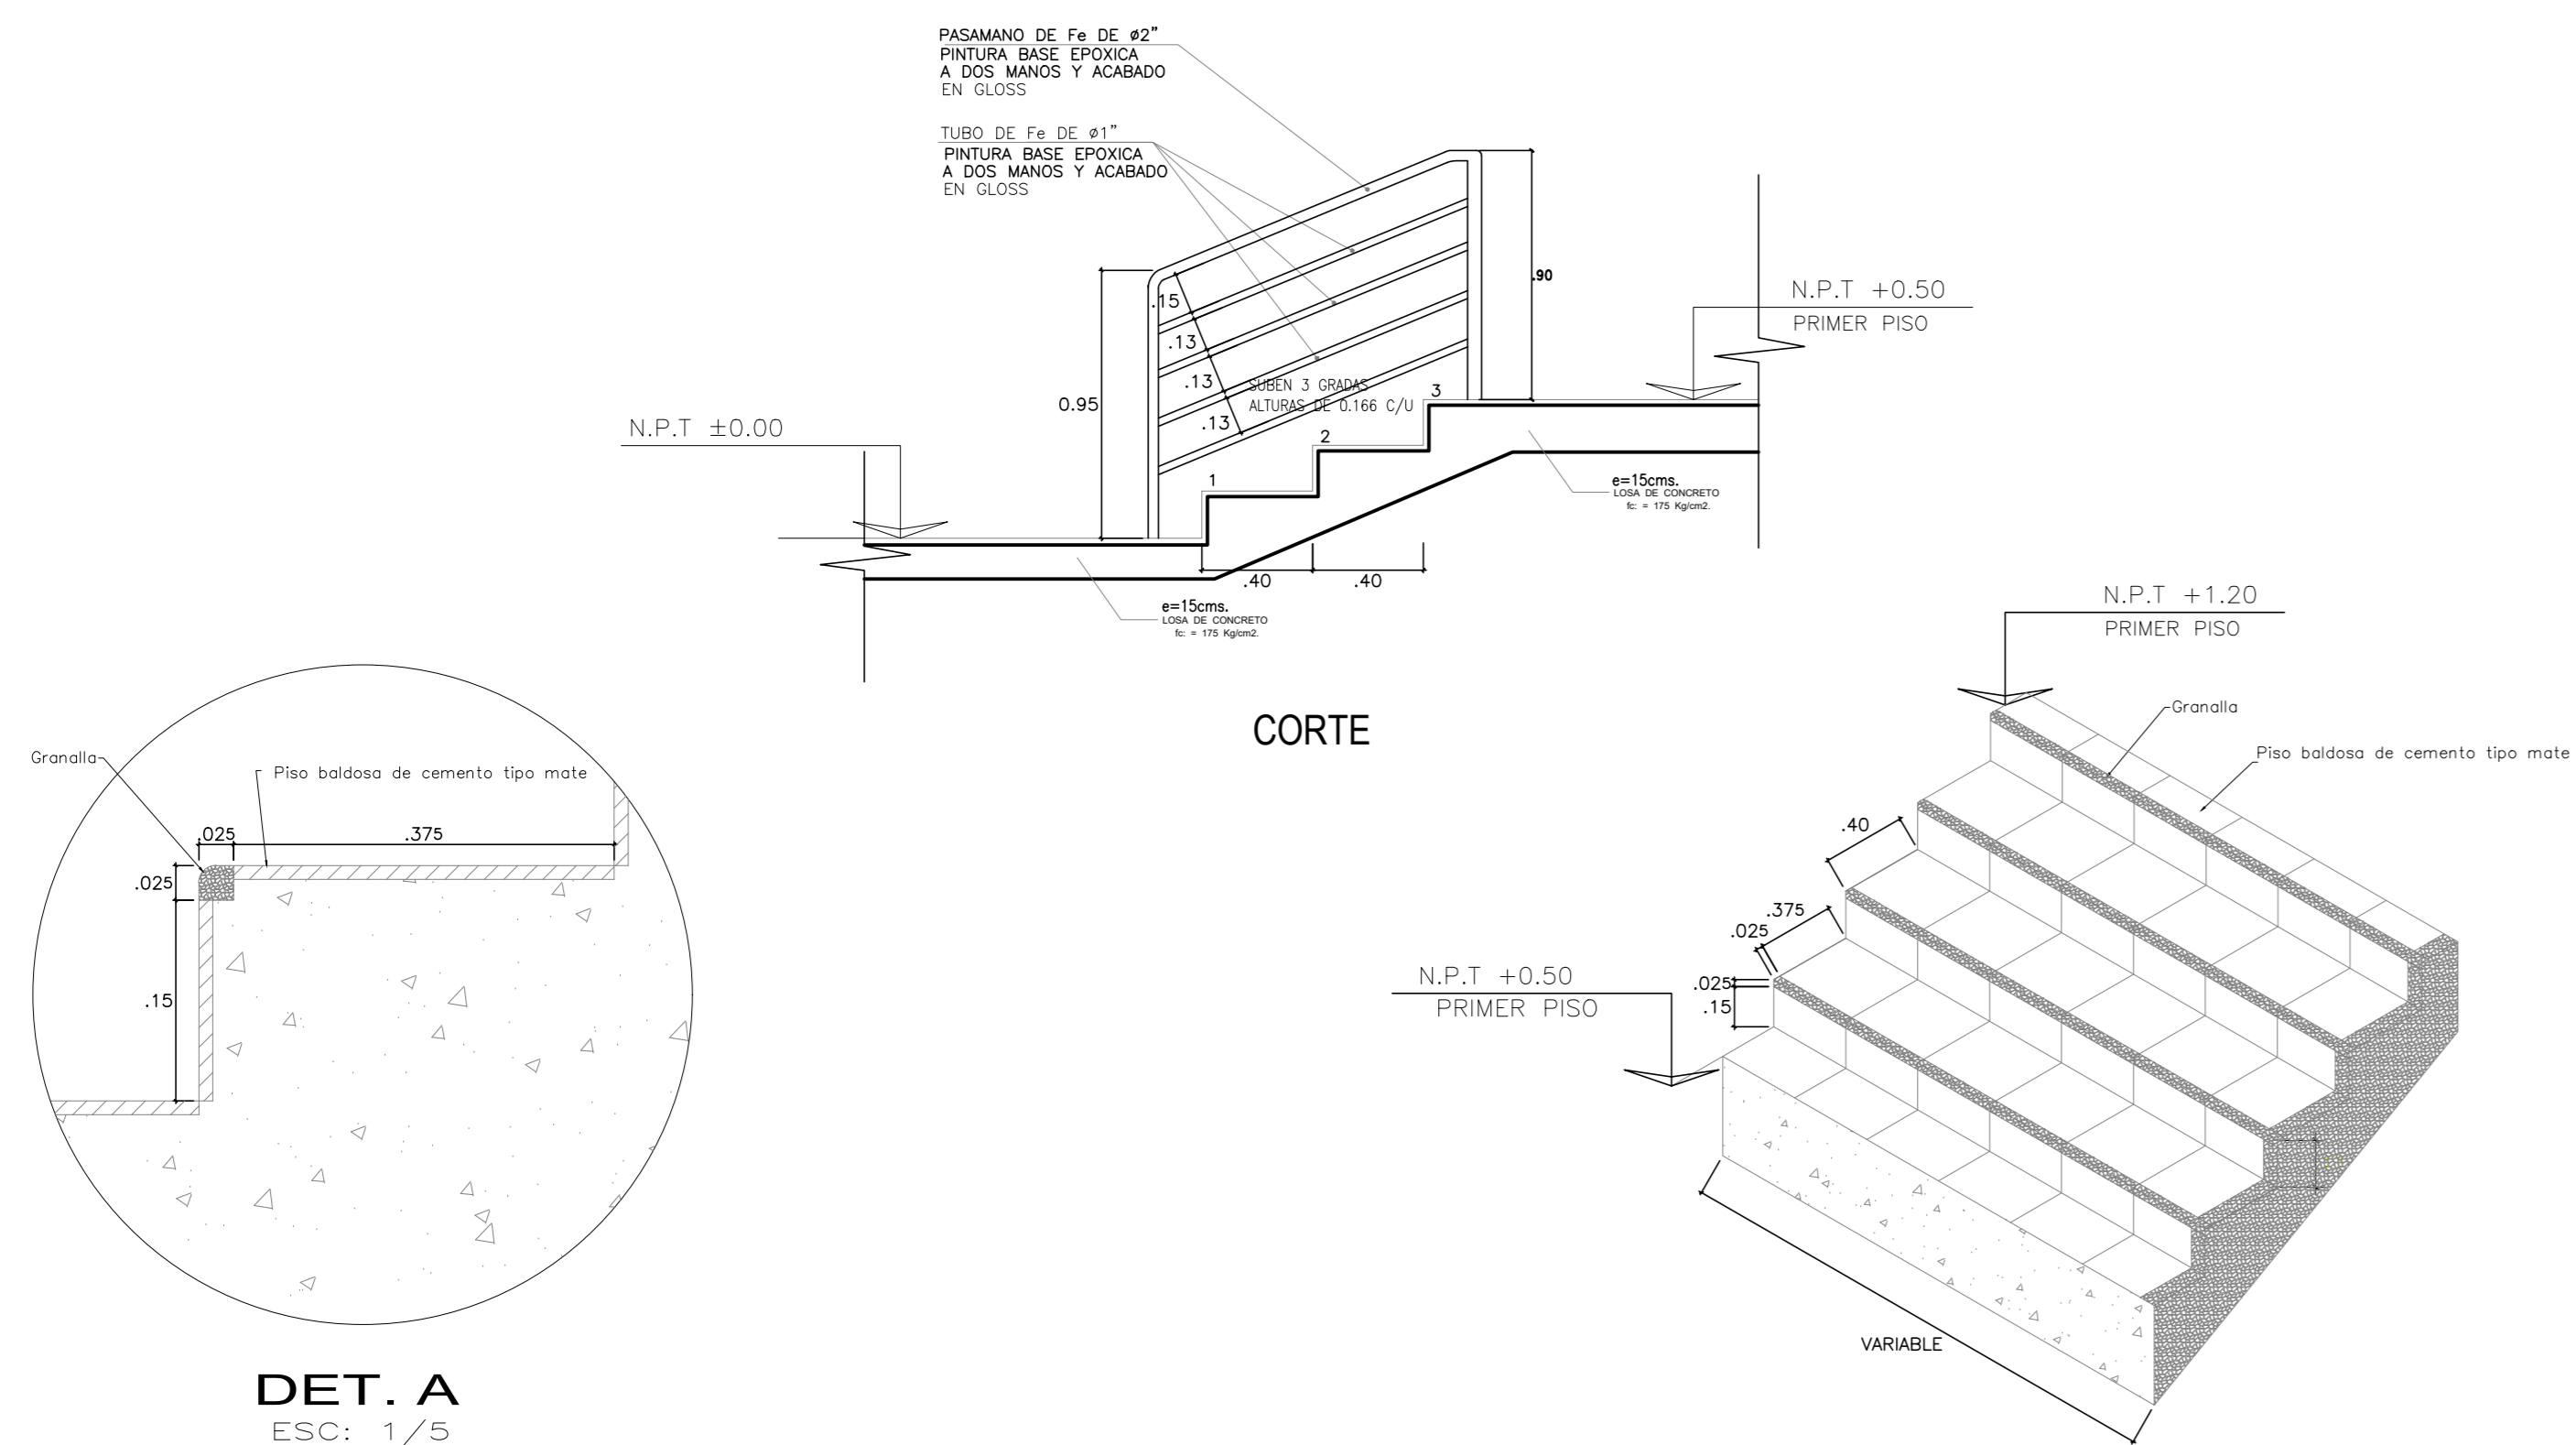 PASAMANO DE Fe DE ø2"
PINTURA BASE EPOXICA
A DOS MANOS Y ACABADO
EN GLOSS
TUBO DE Fe DE ø1"
PINTURA BASE EPOXICA
A DOS MANOS Y ACABADO
EN GLOSS
.90
N.P.T +0.50
PRIMER PISO
.15
.13
.13
.13
0.95
SUBEN 3 GRADAS
ALTURAS DE 0.166 C/U
3
2
1
N.P.T ±0.00
e=15cms.
LOSA DE CONCRETO
fc: = 175 Kg/cm2.
.40
.40
e=15cms.
LOSA DE CONCRETO
fc: = 175 Kg/cm2.
CORTE
Granalla
Piso baldosa de cemento tipo mate
.025
.375
.025
.15
DET. A
ESC: 1/5
N.P.T +1.20
PRIMER PISO
Granalla
Piso baldosa de cemento tipo mate
.40
.375
.025
.025
.15
N.P.T +0.50
PRIMER PISO
VARIABLE